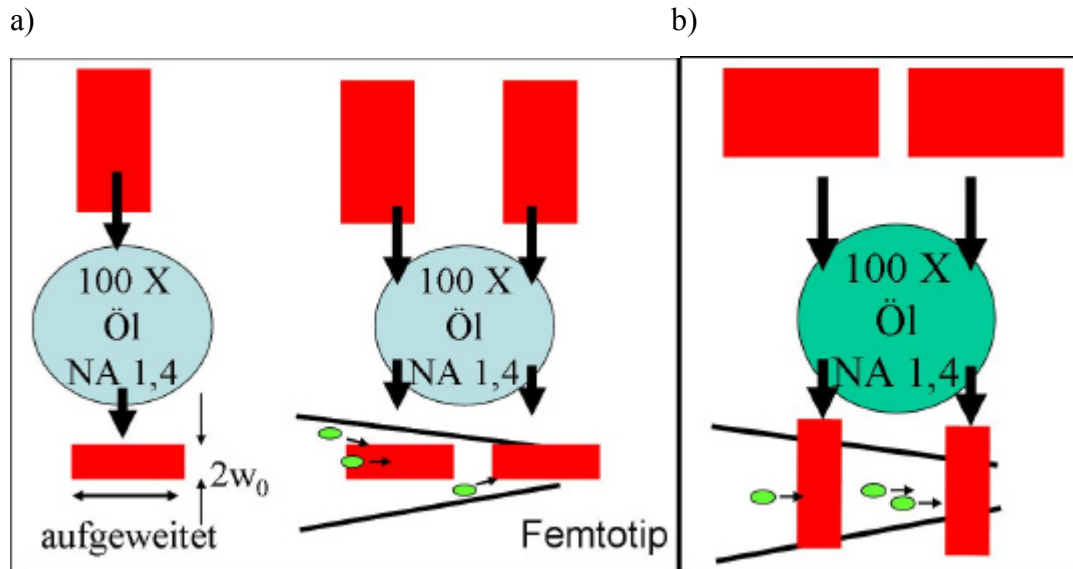 a)
b)
100 X
Öl
NA 1,4
2w₀
aufgeweitet
100 X
Öl
NA 1,4
Femtotip
100 X
Öl
NA 1,4